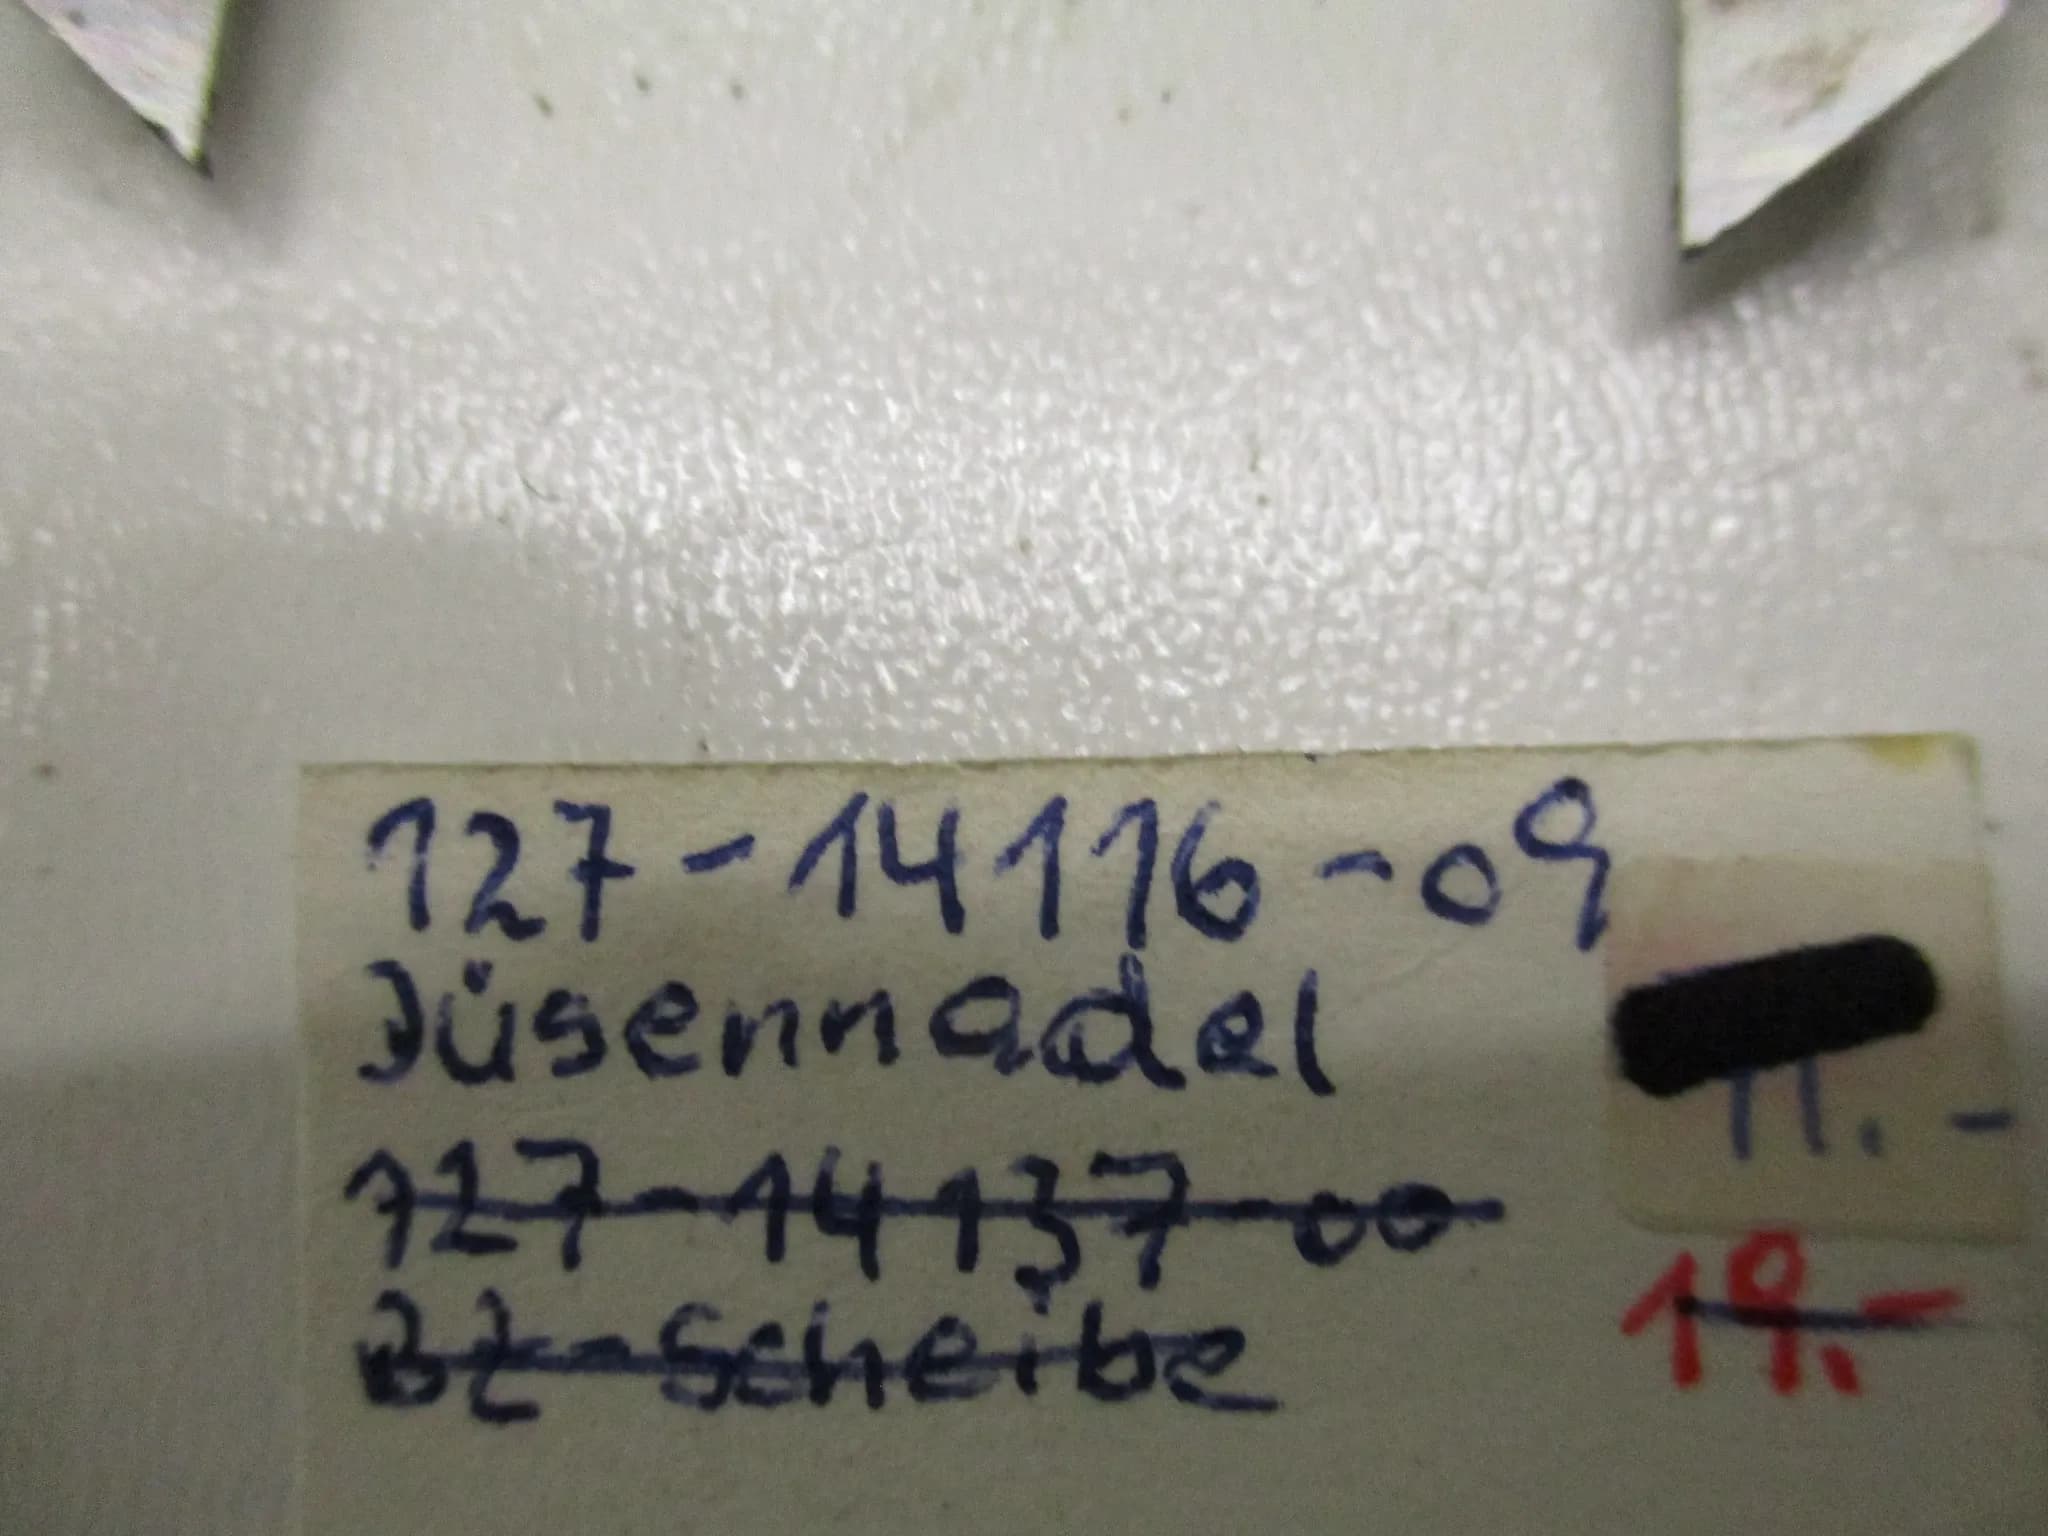 127-14116-09
Düsennadel
11.-
127-14137-00
BZ-Scheibe
19.-